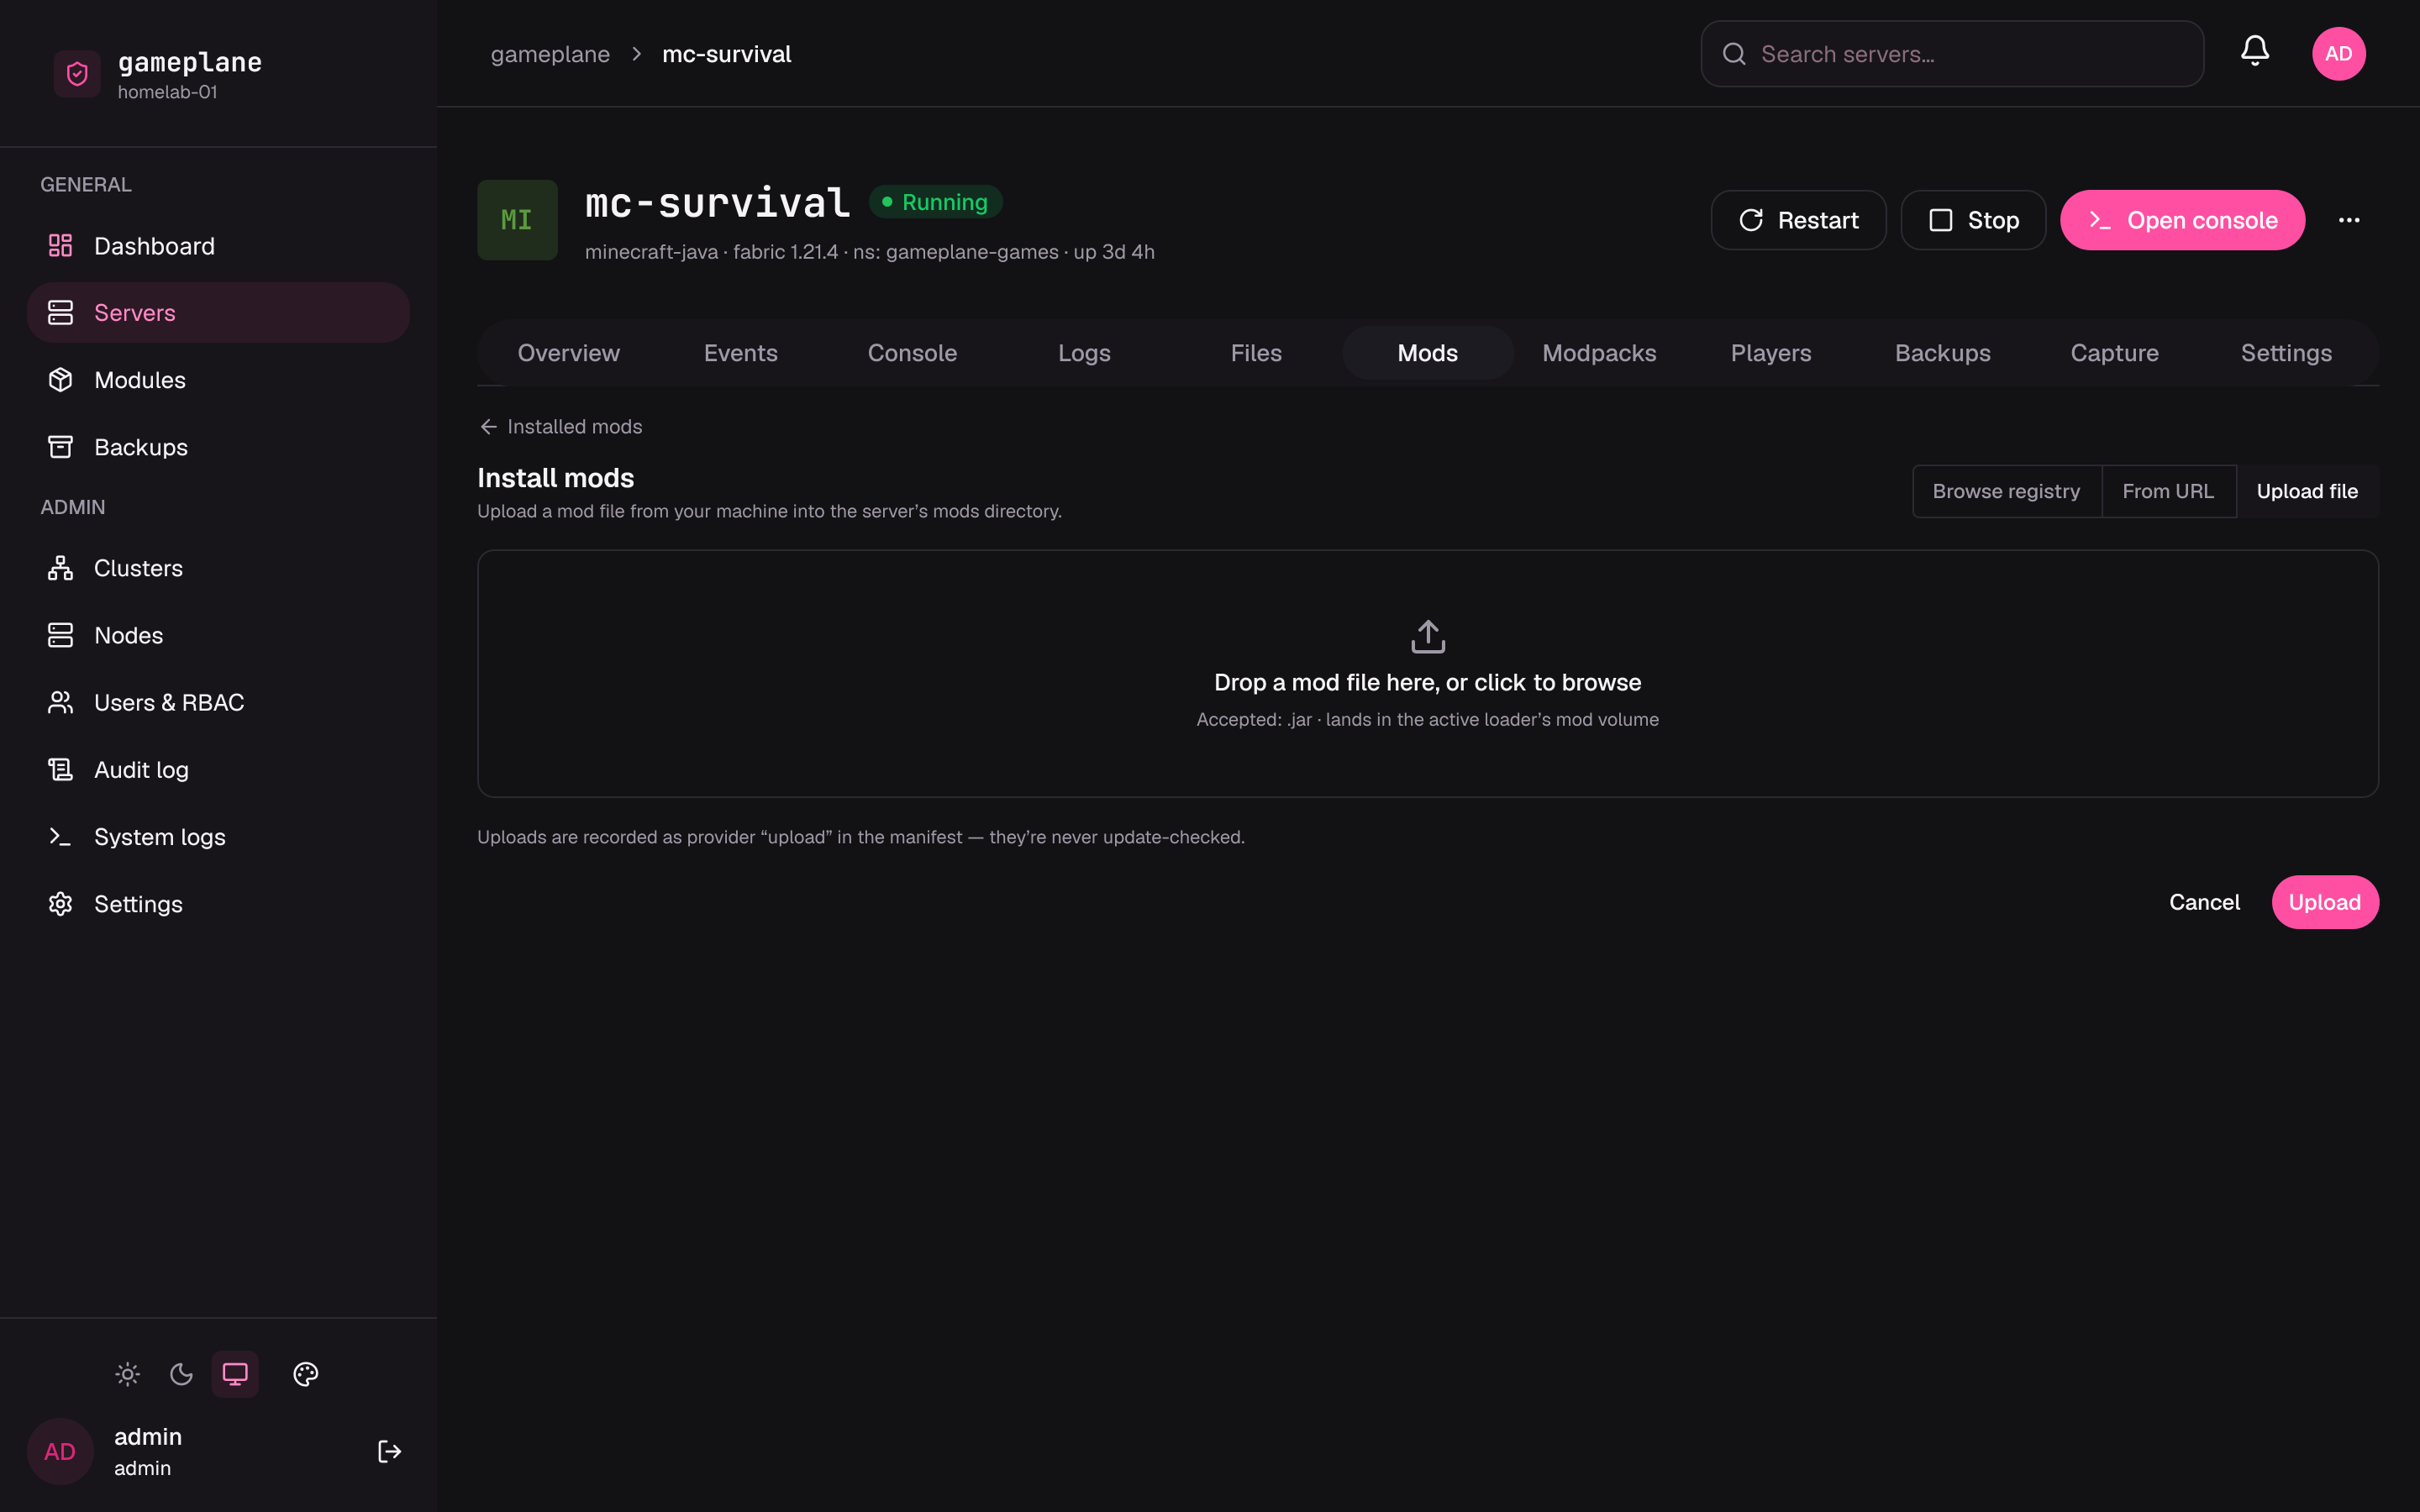 gameplane
homelab-01
GENERAL
Dashboard
Servers
Modules
Backups
ADMIN
Clusters
Nodes
Users & RBAC
Audit log
System logs
Settings
AD
admin
admin
gameplane > mc-survival
Search servers…
AD
MI
mc-survival
Running
minecraft-java · fabric 1.21.4 · ns: gameplane-games · up 3d 4h
Restart
Stop
Open console
Overview
Events
Console
Logs
Files
Mods
Modpacks
Players
Backups
Capture
Settings
Installed mods
Install mods
Upload a mod file from your machine into the server’s mods directory.
Browse registry
From URL
Upload file
Drop a mod file here, or click to browse
Accepted: .jar · lands in the active loader’s mod volume
Uploads are recorded as provider “upload” in the manifest — they’re never update-checked.
Cancel
Upload